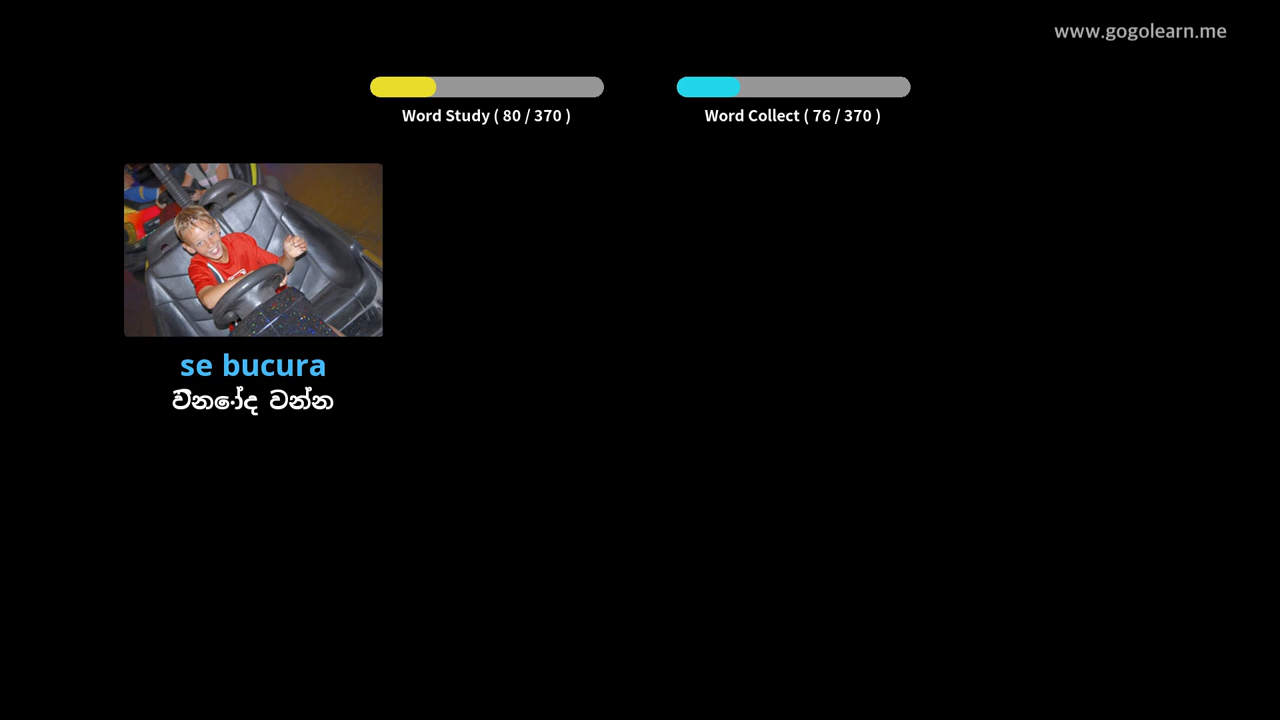 www.gogolearn.me
Word Study ( 80 / 370 )
Word Collect ( 76 / 370 )
se bucura
විනෝද වන්න